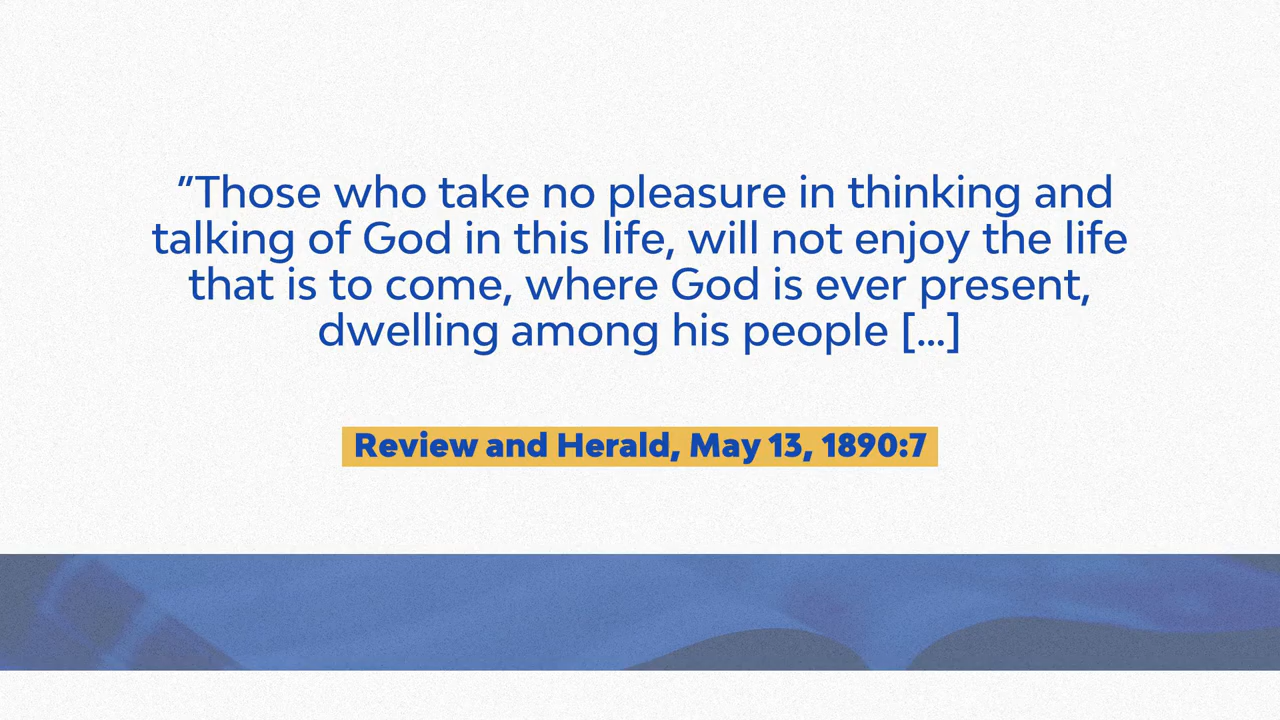 "Those who take no pleasure in thinking and
talking of God in this life, will not enjoy the life
that is to come, where God is ever present,
dwelling among his people [...]
Review and Herald, May 13, 1890:7